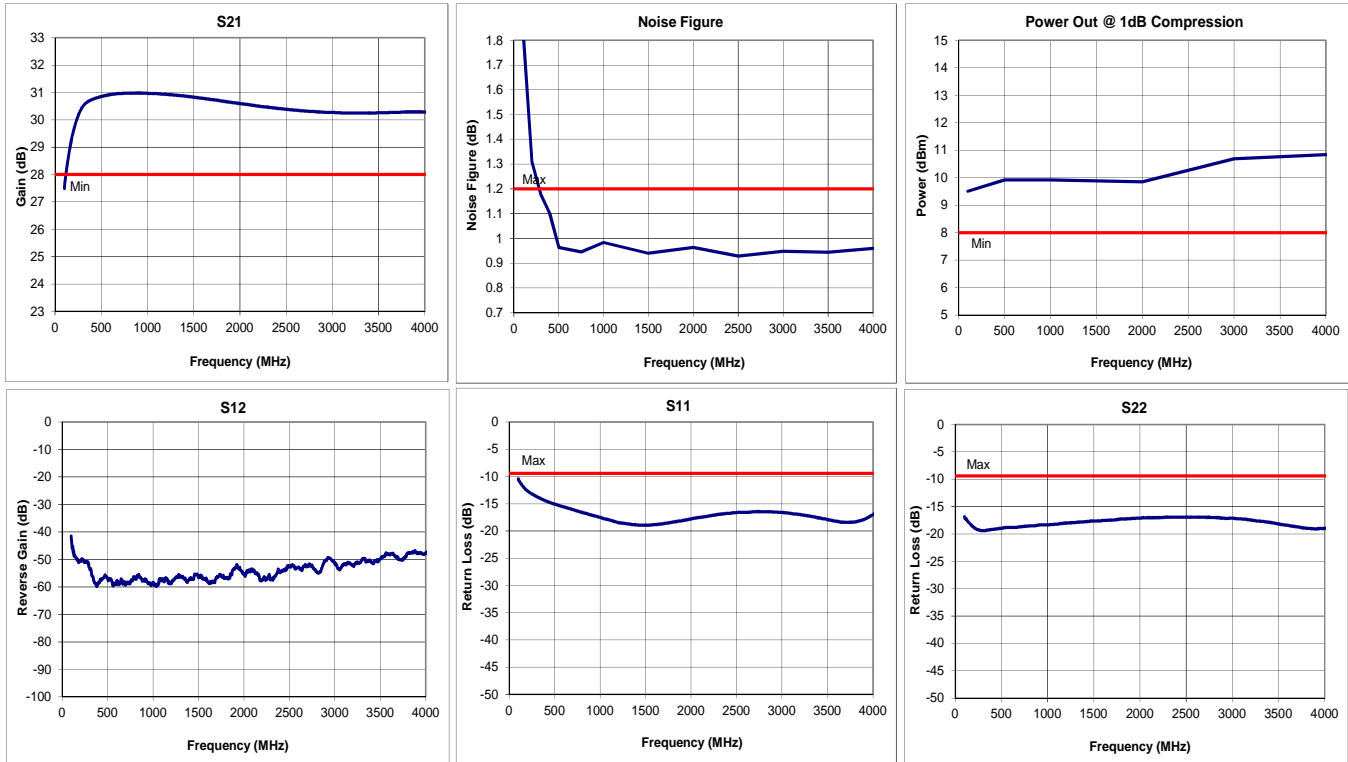 S21
33
32
31
30
29
28
27
26
25
24
23
Gain (dB)
Min
0 500 1000 1500 2000 2500 3000 3500 4000
Frequency (MHz)
Noise Figure
1.8
1.7
1.6
1.5
1.4
1.3
1.2
1.1
1
0.9
0.8
0.7
Noise Figure (dB)
Max
0 500 1000 1500 2000 2500 3000 3500 4000
Frequency (MHz)
Power Out @ 1dB Compression
15
14
13
12
11
10
9
8
7
6
5
Power (dBm)
Min
0 500 1000 1500 2000 2500 3000 3500 4000
Frequency (MHz)
S12
0
-10
-20
-30
-40
-50
-60
-70
-80
-90
-100
Reverse Gain (dB)
0 500 1000 1500 2000 2500 3000 3500 4000
Frequency (MHz)
S11
0
-5
-10
-15
-20
-25
-30
-35
-40
-45
-50
Return Loss (dB)
Max
0 500 1000 1500 2000 2500 3000 3500 4000
Frequency (MHz)
S22
0
-5
-10
-15
-20
-25
-30
-35
-40
-45
-50
Return Loss (dB)
Max
0 500 1000 1500 2000 2500 3000 3500 4000
Frequency (MHz)